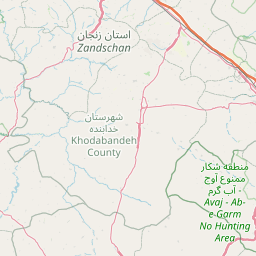 استان زنجان
Zandschan
شهرستان
خدابنده
Khodabandeh
County
منطقه شکار
ممنوع آوج
- آب گرم
Avaj - Ab-
e-Garm
No Hunting
Area